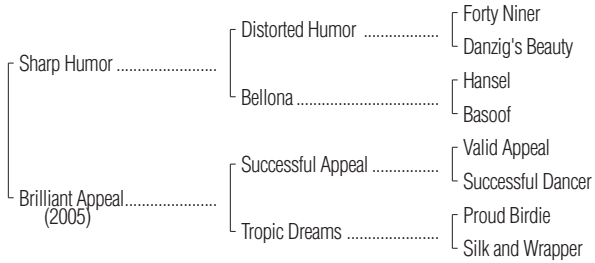 Forty Niner
Distorted Humor ..................
Danzig's Beauty
Sharp Humor ........................
Hansel
Bellona ..................................
Basoof
Valid Appeal
Successful Appeal ................
Successful Dancer
Brilliant Appeal......................
(2005)
Proud Birdie
Tropic Dreams ......................
Silk and Wrapper